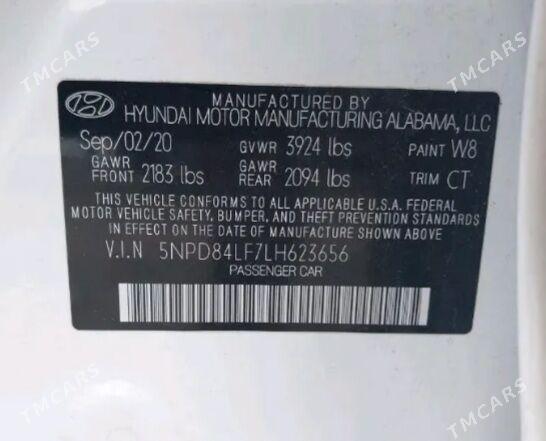 TMCARS
TMCARS
MANUFACTURED BY
HYUNDAI MOTOR MANUFACTURING ALABAMA, LLC
Sep/02/20 GVWR 3924 lbs PAINT W8
GAWR FRONT 2183 lbs GAWR REAR 2094 lbs TRIM CT
THIS VEHICLE CONFORMS TO ALL APPLICABLE U.S.A. FEDERAL
MOTOR VEHICLE SAFETY, BUMPER, AND THEFT PREVENTION STANDARDS
IN EFFECT ON THE DATE OF MANUFACTURE SHOWN ABOVE
V.I.N 5NPD84LF7LH623656
PASSENGER CAR
TMCARS
TMCARS